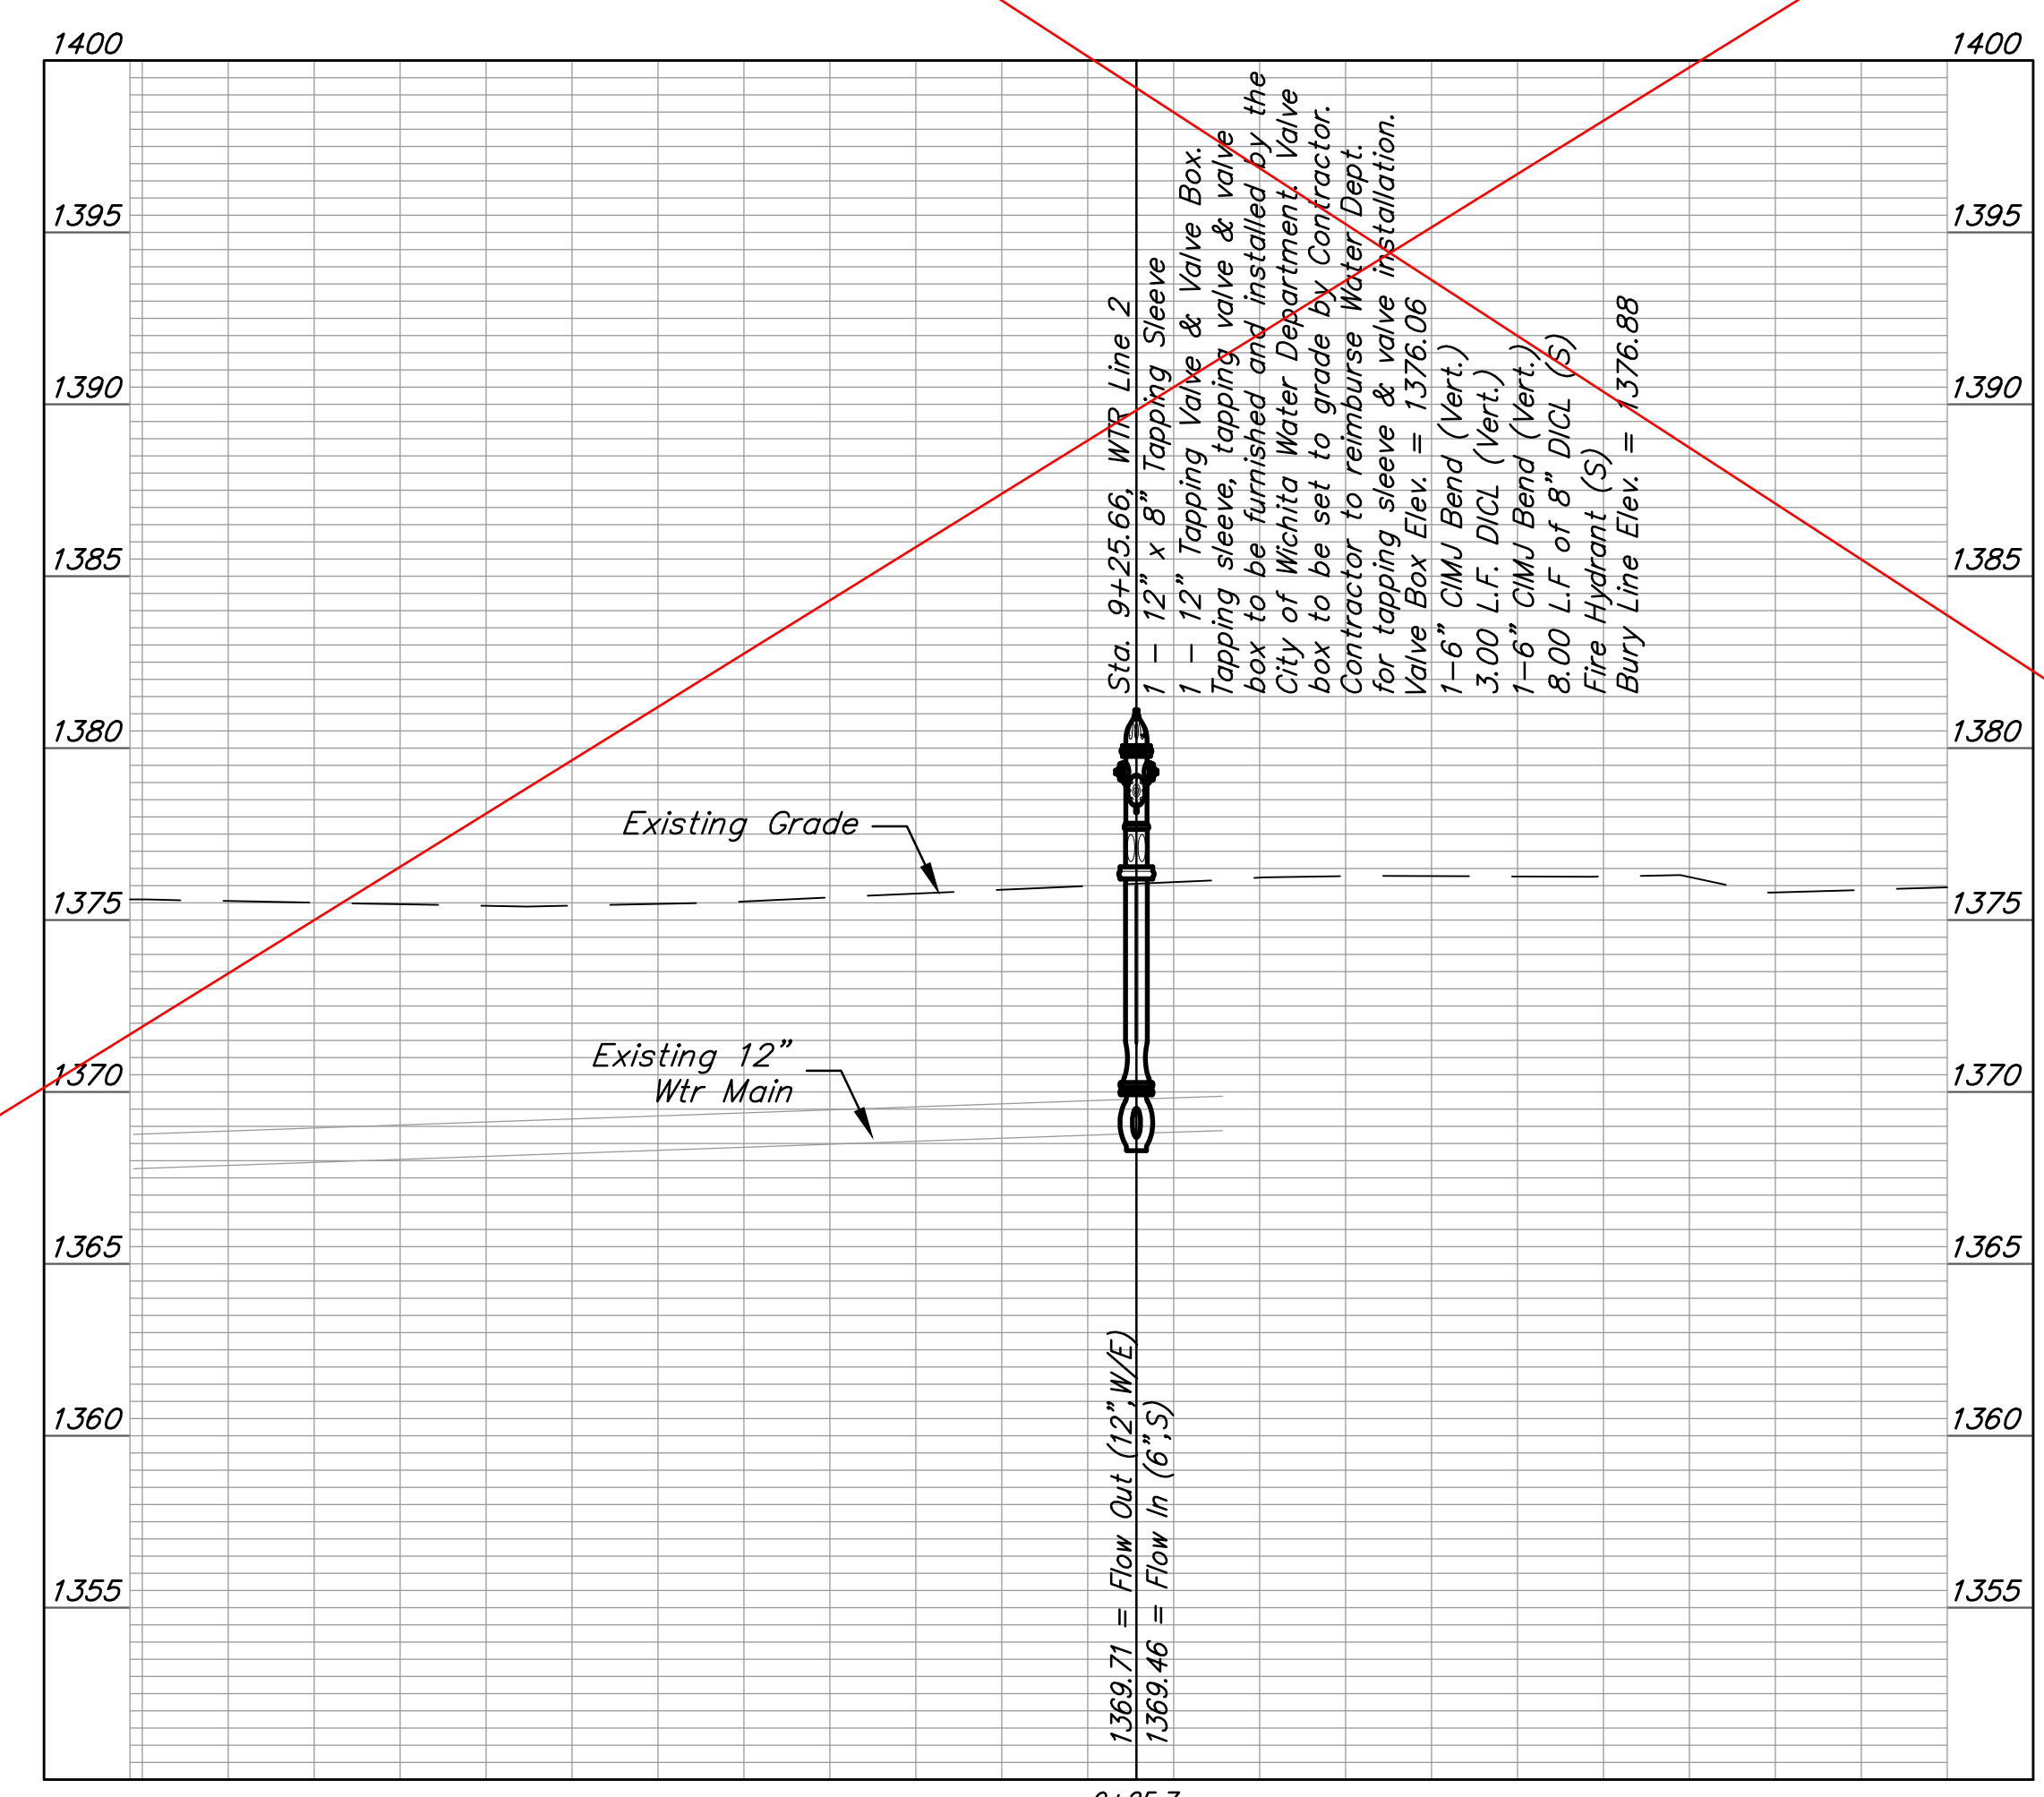 1400
1400
1395
1395
1390
1390
1385
1385
1380
1380
1375
1375
1370
1370
1365
1365
1360
1360
1355
1355
Sta. 9+25.66, WTR Line 2
1 - 12" x 8" Tapping Sleeve
1 - 12" Tapping Valve & Valve Box.
Tapping sleeve, tapping valve & valve
box to be furnished and installed by the
City of Wichita Water Department. Valve
box to be set to grade by Contractor.
Contractor to reimburse Water Dept.
for tapping sleeve & valve installation.
Valve Box Elev. = 1376.06
1-6" CIMJ Bend (Vert.)
3.00 L.F. DICL (Vert.)
1-6" CIMJ Bend (Vert.)
8.00 L.F of 8" DICL (S)
Fire Hydrant (S)
Bury Line Elev. = 1376.88
Existing Grade
Existing 12"
Wtr Main
1369.71 = Flow Out (12",W/E)
1369.46 = Flow In (6",S)